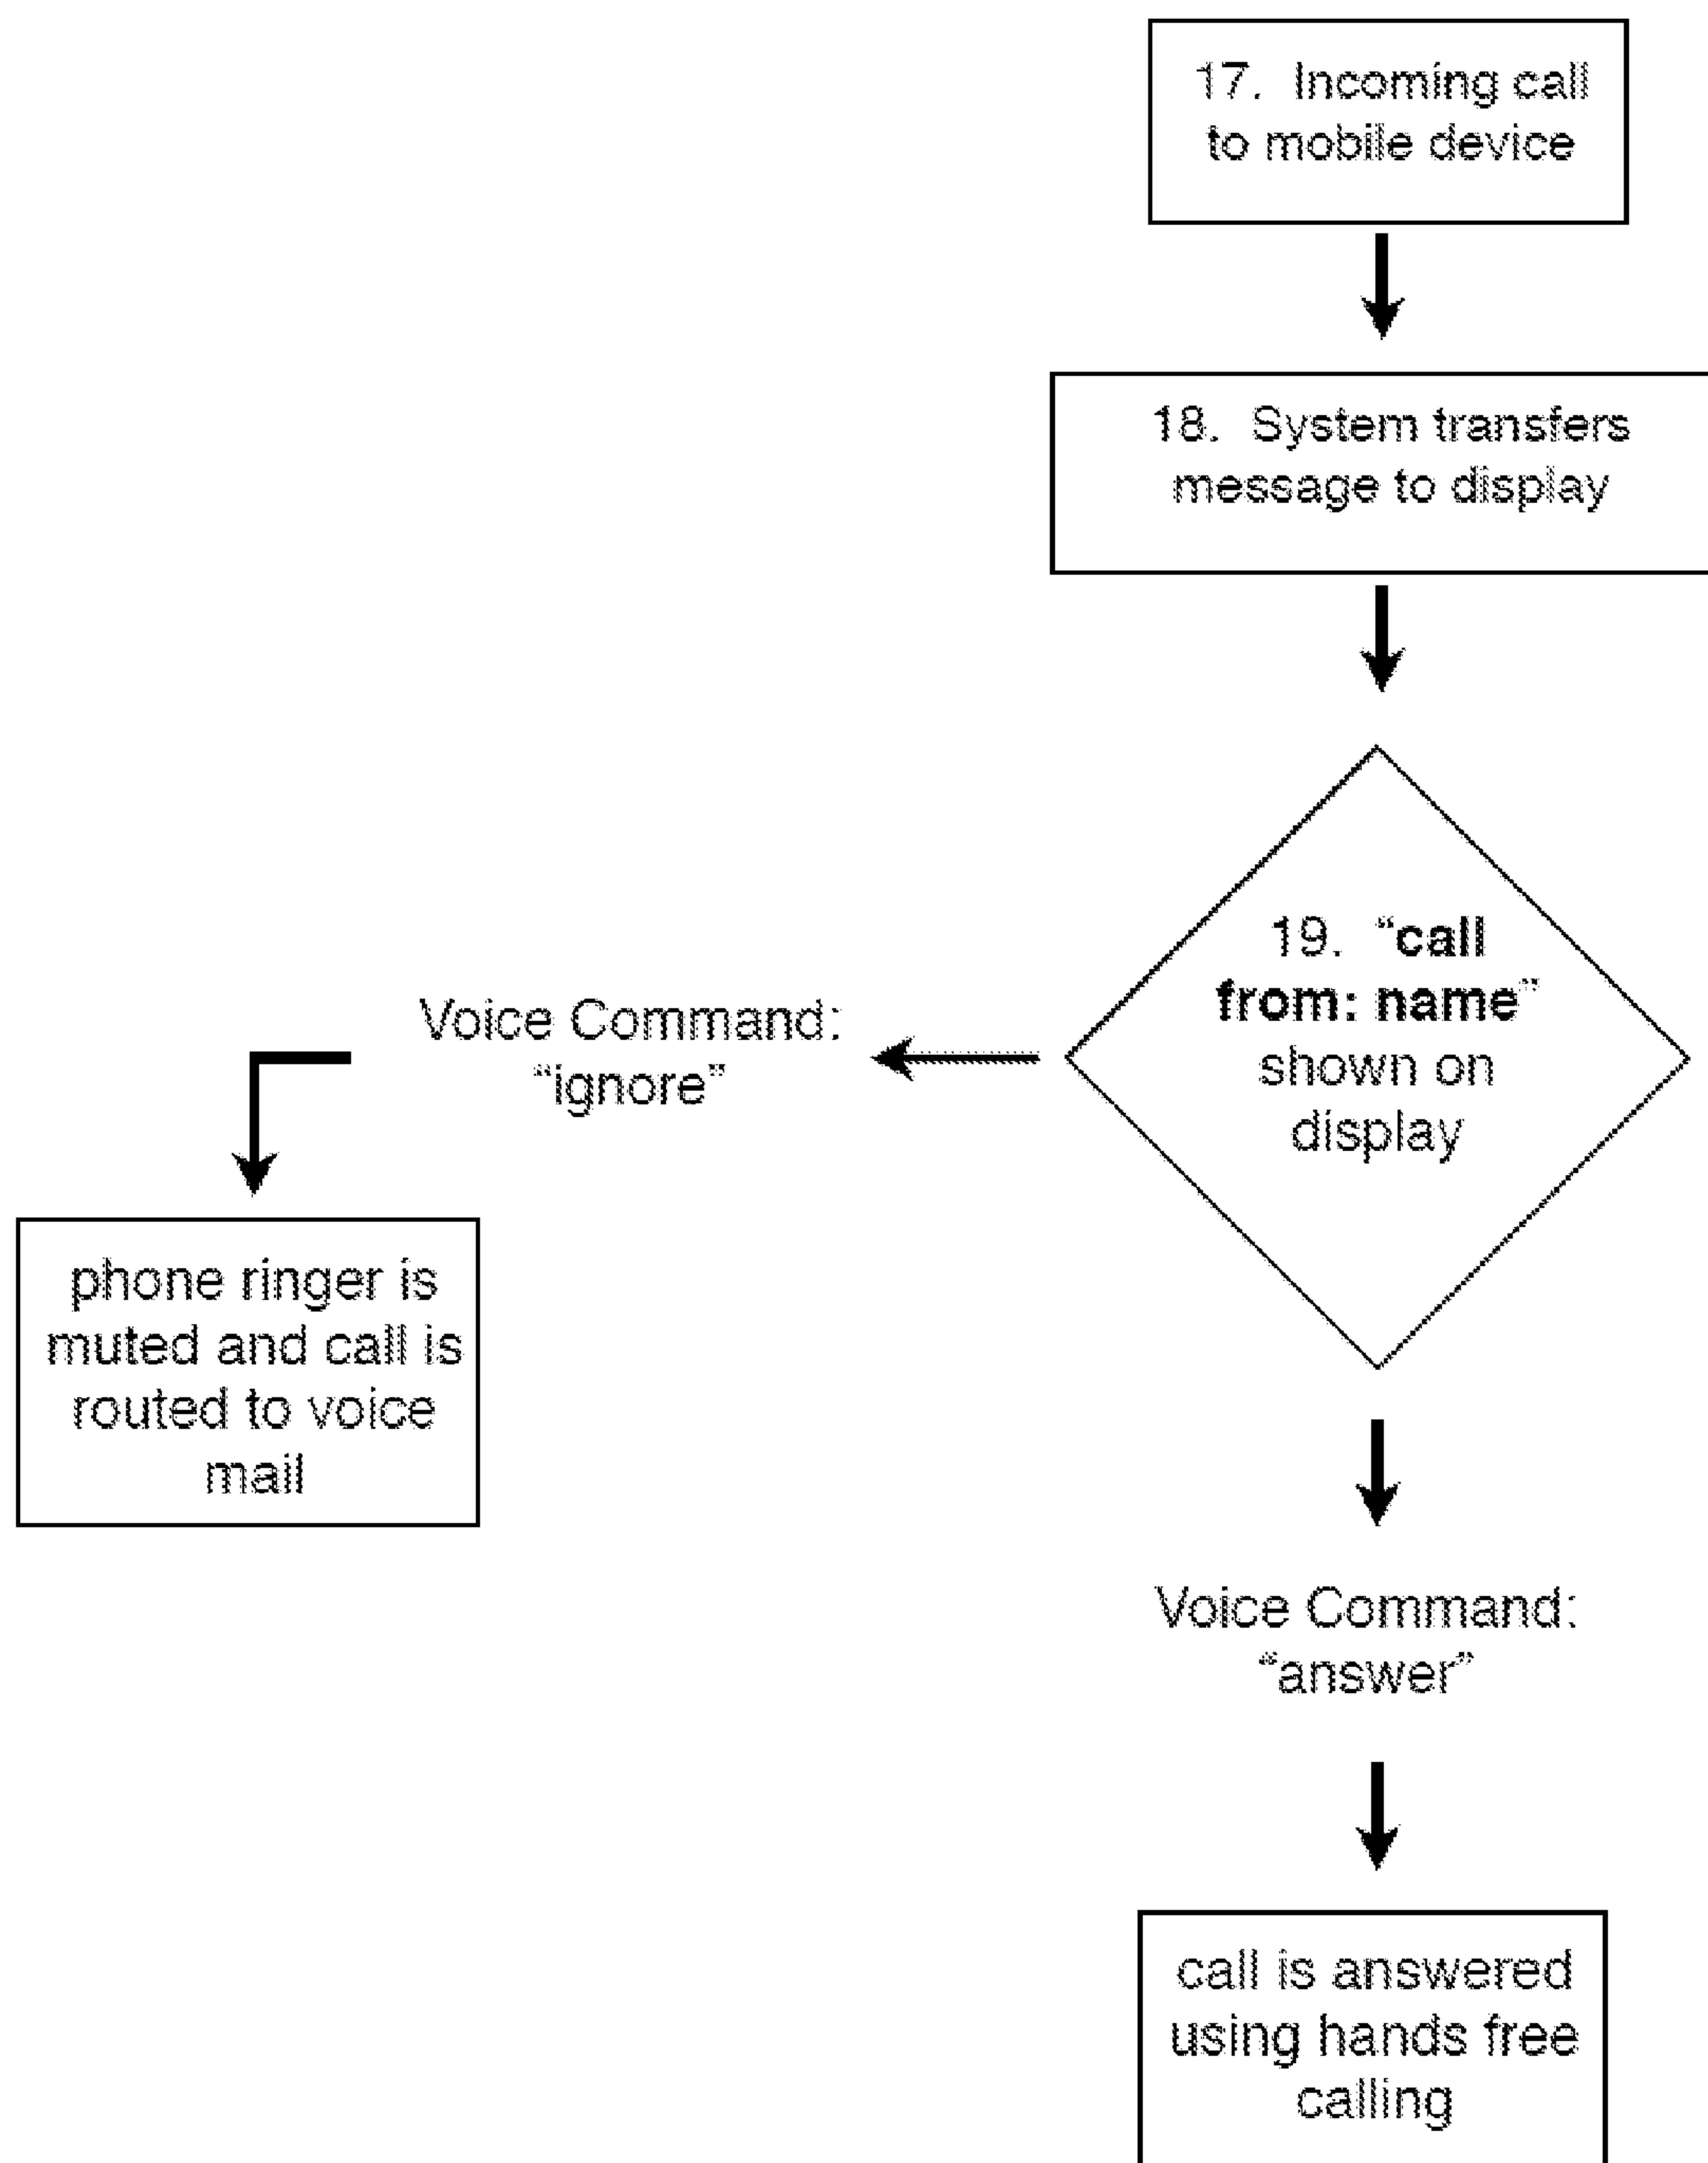 17. Incoming call
to mobile device
18. System transfers
message to display
19. “call
from: name”
shown on
display
Voice Command:
“ignore”
phone ringer is
muted and call is
routed to voice
mail
Voice Command:
“answer”
call is answered
using hands free
calling